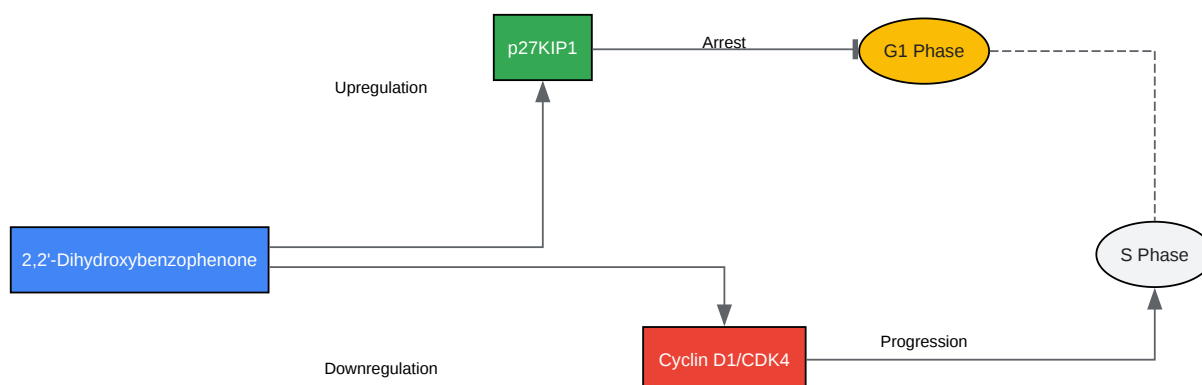 p27KIP1
Arrest
G1 Phase
Upregulation
2,2'-Dihydroxybenzophenone
S Phase
Progression
Cyclin D1/CDK4
Downregulation